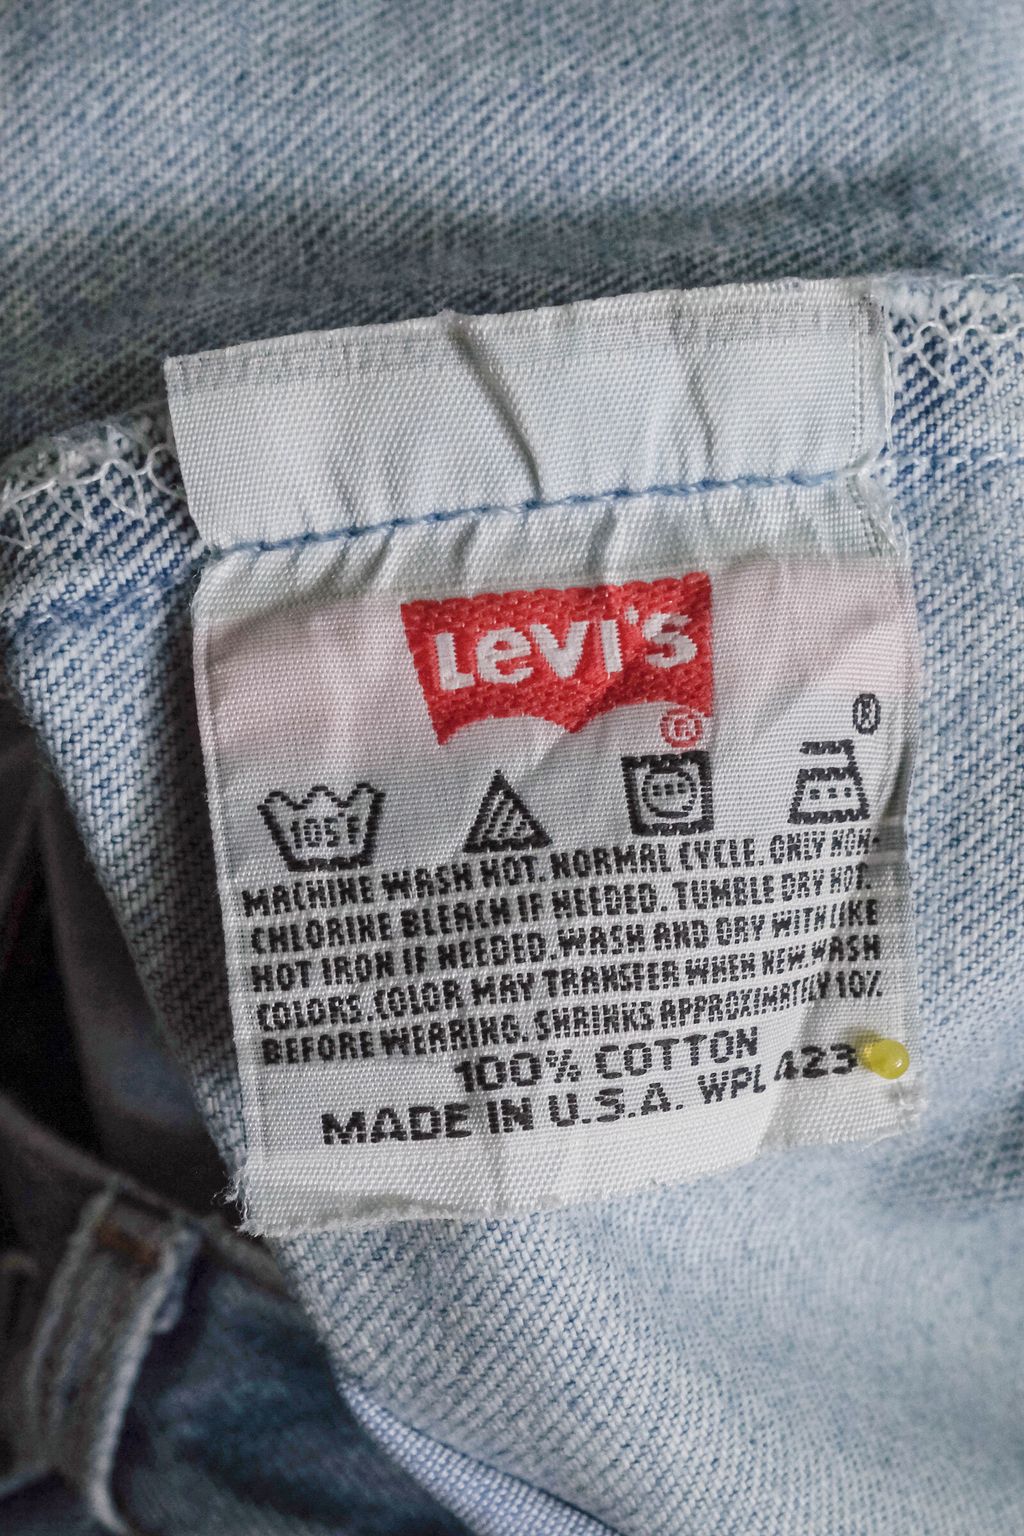 Levi's
®
®
105F
MACHINE WASH HOT. NORMAL CYCLE. ONLY NON-
CHLORINE BLEACH IF NEEDED. TUMBLE DRY HOT.
HOT IRON IF NEEDED. WASH AND DRY WITH LIKE
COLORS. COLOR MAY TRANSFER WHEN NEW. WASH
BEFORE WEARING. SHRINKS APPROXIMATELY 10%
100% COTTON
MADE IN U.S.A. WPL 423